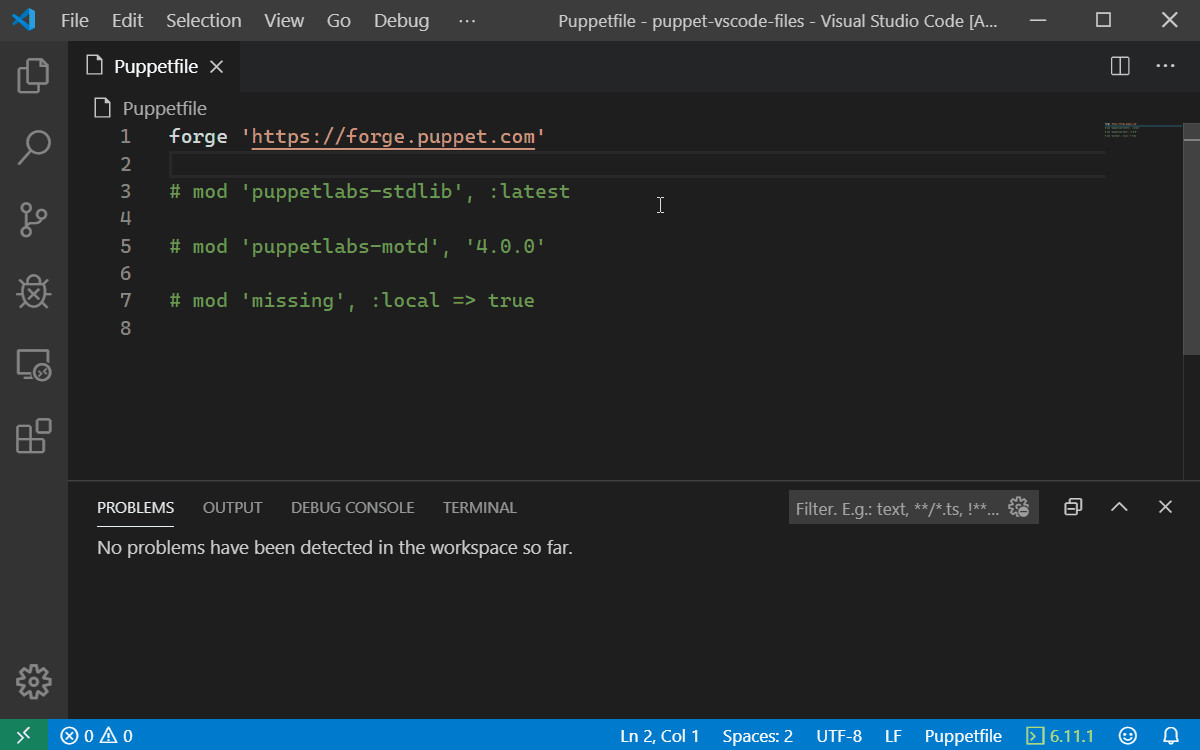 File Edit Selection View Go Debug ··· Puppetfile - puppet-vscode-files - Visual Studio Code [A...
Puppetfile
Puppetfile
1 forge 'https://forge.puppet.com'
2
3 # mod 'puppetlabs-stdlib', :latest
4
5 # mod 'puppetlabs-motd', '4.0.0'
6
7 # mod 'missing', :local => true
8
PROBLEMS OUTPUT DEBUG CONSOLE TERMINAL Filter. E.g.: text, **/*.ts, !**...
No problems have been detected in the workspace so far.
0 0 Ln 2, Col 1 Spaces: 2 UTF-8 LF Puppetfile 6.11.1